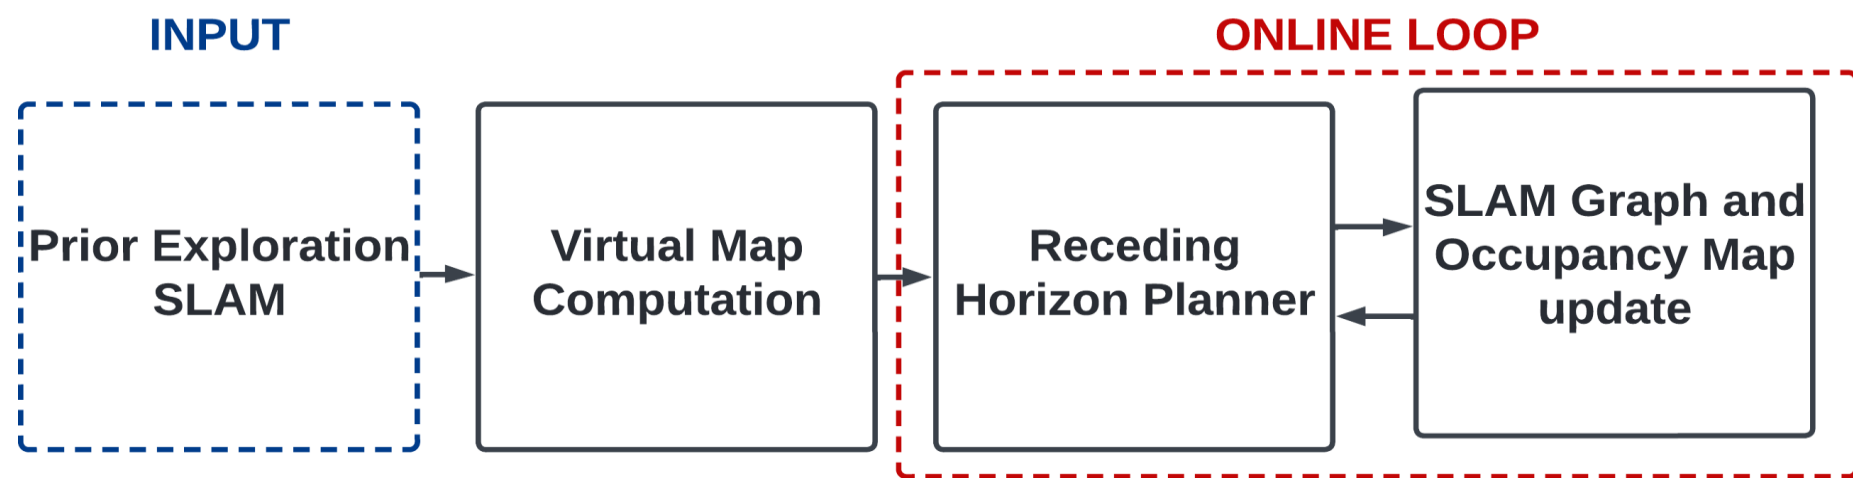 INPUT
ONLINE LOOP
Prior Exploration
SLAM
Virtual Map
Computation
Receding
Horizon Planner
SLAM Graph and
Occupancy Map
update